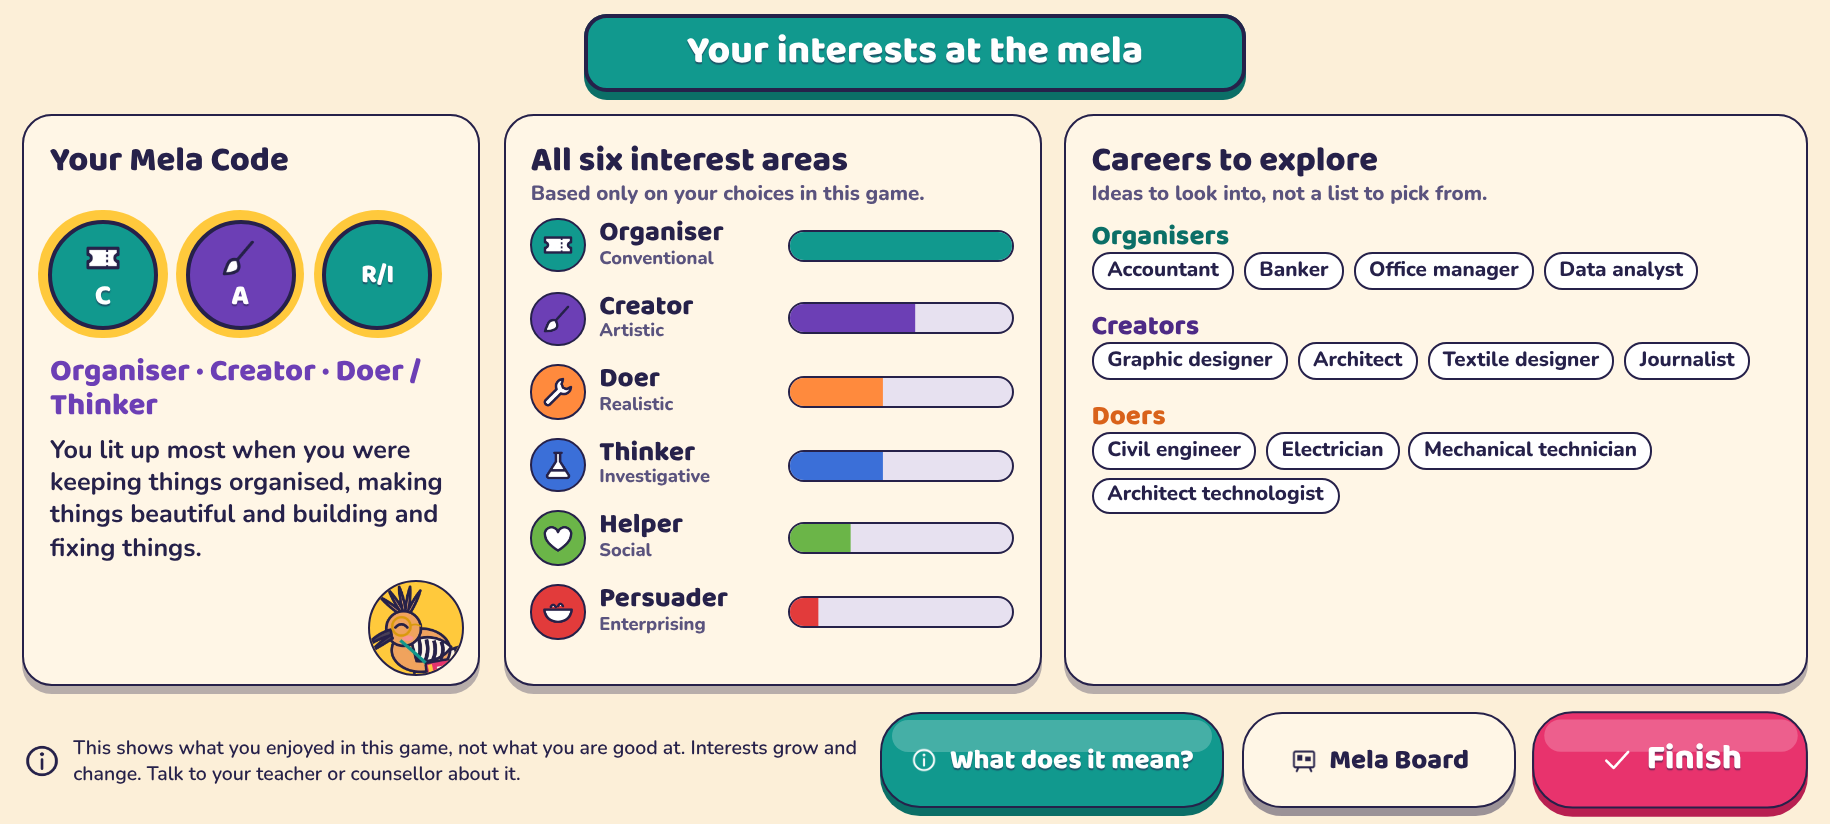 Your interests at the mela
Your Mela Code
C
A
R/I
Organiser · Creator · Doer /
Thinker
You lit up most when you were
keeping things organised, making
things beautiful and building and
fixing things.
All six interest areas
Based only on your choices in this game.
Organiser
Conventional
Creator
Artistic
Doer
Realistic
Thinker
Investigative
Helper
Social
Persuader
Enterprising
Careers to explore
Ideas to look into, not a list to pick from.
Organisers
Accountant Banker Office manager Data analyst
Creators
Graphic designer Architect Textile designer Journalist
Doers
Civil engineer Electrician Mechanical technician
Architect technologist
This shows what you enjoyed in this game, not what you are good at. Interests grow and
change. Talk to your teacher or counsellor about it.
What does it mean?
Mela Board
Finish